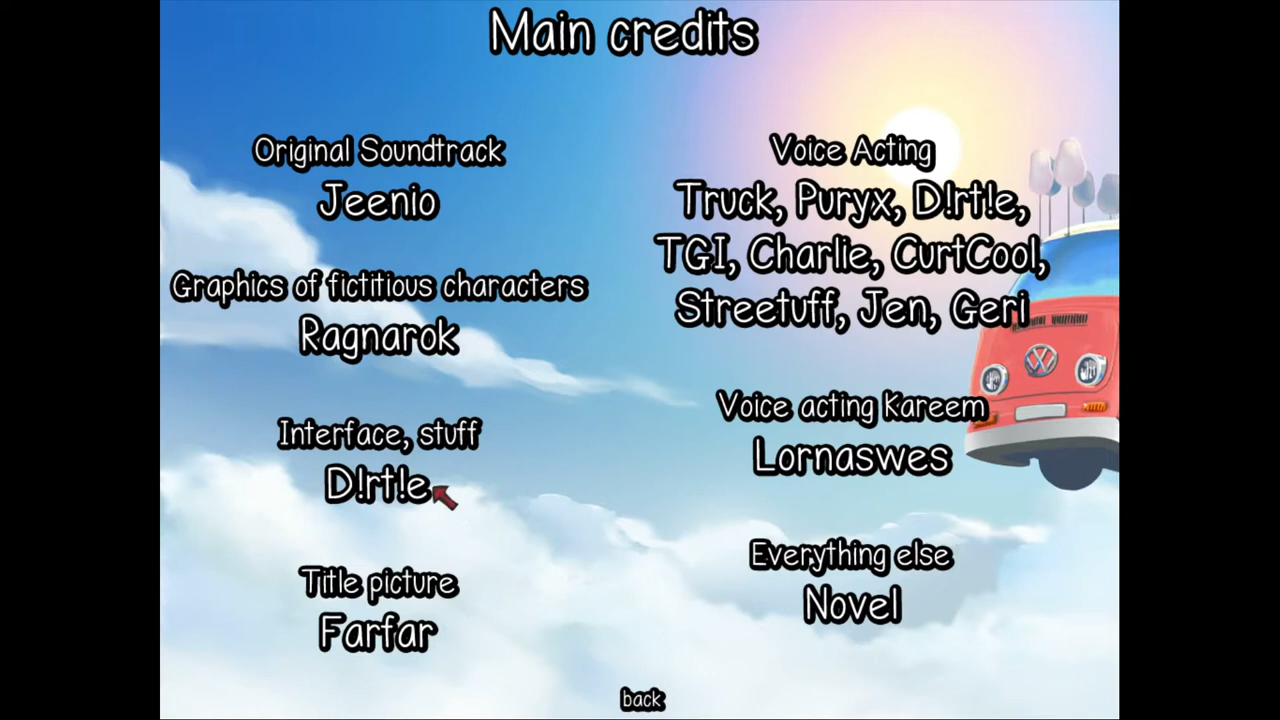 Main credits
Original Soundtrack
Jeenio
Graphics of fictitious characters
Ragnarok
Interface, stuff
D!rt!e
Title picture
Farfar
Voice Acting
Truck, Puryx, D!rt!e,
TGI, Charlie, CurtCool,
Streetuff, Jen, Geri
Voice acting Kareem
Lornaswes
Everything else
Novel
back